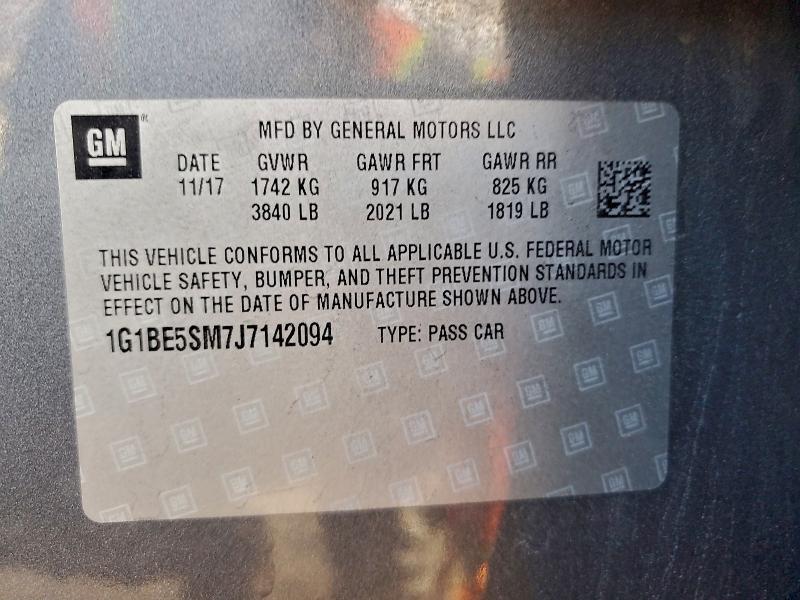 GM ®
MFD BY GENERAL MOTORS LLC
DATE GVWR GAWR FRT GAWR RR
11/17 1742 KG 917 KG 825 KG
3840 LB 2021 LB 1819 LB
THIS VEHICLE CONFORMS TO ALL APPLICABLE U.S. FEDERAL MOTOR
VEHICLE SAFETY, BUMPER, AND THEFT PREVENTION STANDARDS IN
EFFECT ON THE DATE OF MANUFACTURE SHOWN ABOVE.
1G1BE5SM7J7142094 TYPE: PASS CAR